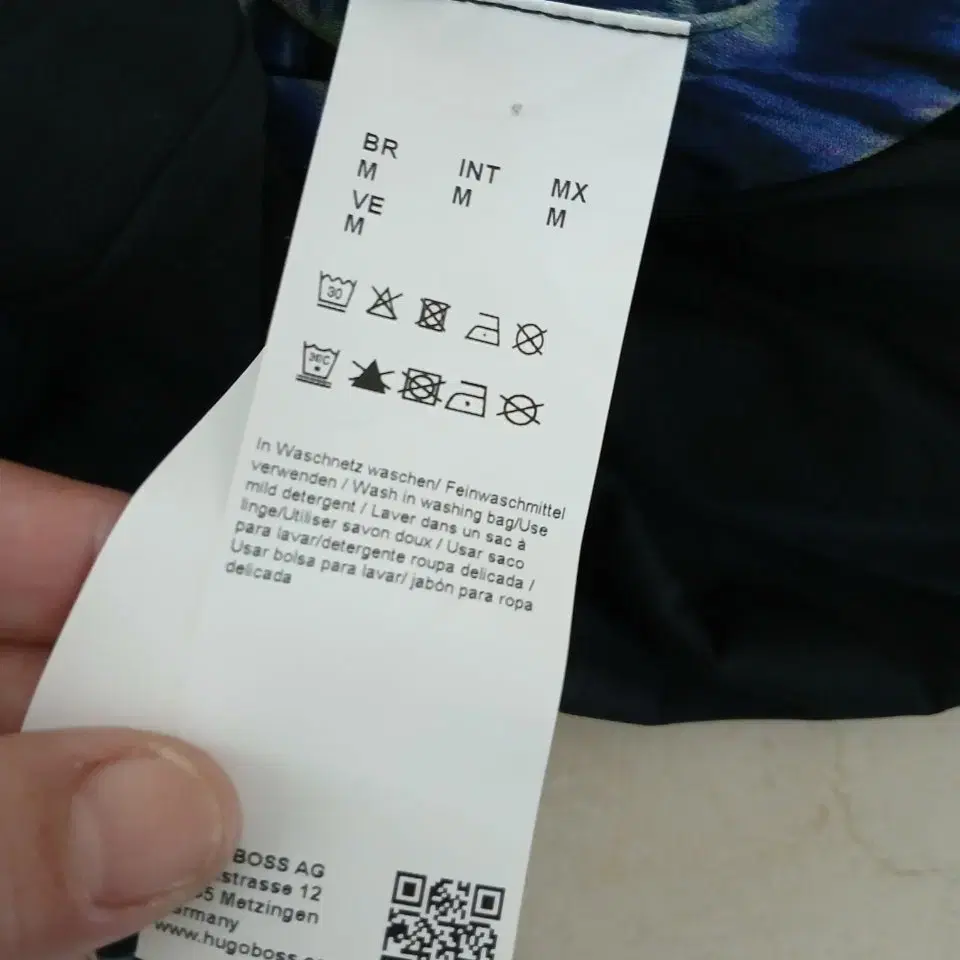 BR INT MX
M M M
VE
M
30
30°C
In Waschnetz waschen/ Feinwaschmittel
verwenden / Wash in washing bag/Use
mild detergent / Laver dans un sac à
linge/Utiliser savon doux / Usar saco
para lavar/detergente roupa delicada /
Usar bolsa para lavar/ jabón para ropa
delicada
BOSS AG
strasse 12
Metzingen
www.hugoboss